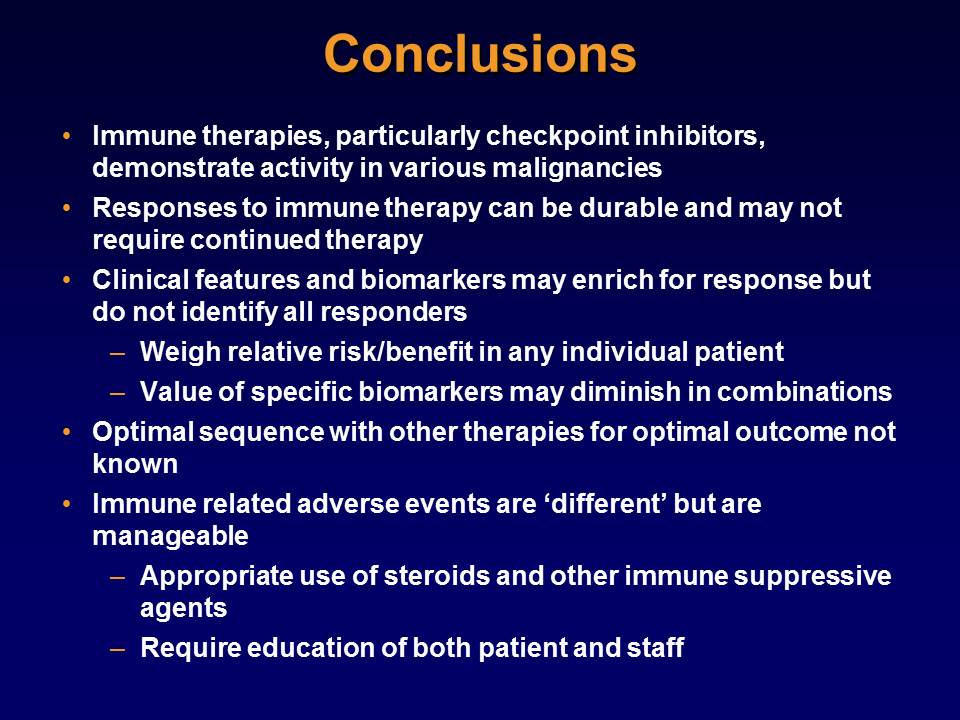 Conclusions
• Immune therapies, particularly checkpoint inhibitors,
demonstrate activity in various malignancies
• Responses to immune therapy can be durable and may not
require continued therapy
• Clinical features and biomarkers may enrich for response but
do not identify all responders
– Weigh relative risk/benefit in any individual patient
– Value of specific biomarkers may diminish in combinations
• Optimal sequence with other therapies for optimal outcome not
known
• Immune related adverse events are ‘different’ but are
manageable
– Appropriate use of steroids and other immune suppressive
agents
– Require education of both patient and staff